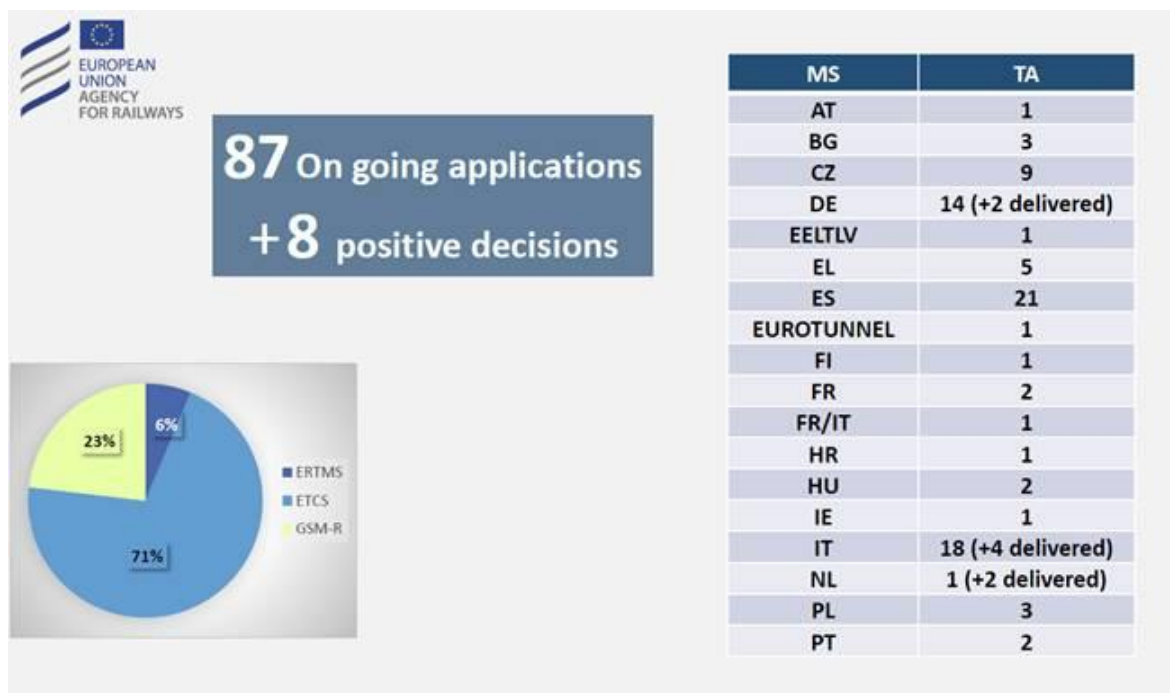 EUROPEAN
UNION
AGENCY
FOR RAILWAYS
87 On going applications
+8 positive decisions
MS TA
AT 1
BG 3
CZ 9
DE 14 (+2 delivered)
EELTLV 1
EL 5
ES 21
EUROTUNNEL 1
FI 1
FR 2
FR/IT 1
HR 1
HU 2
IE 1
IT 18 (+4 delivered)
NL 1 (+2 delivered)
PL 3
PT 2
6%
23%
71%
ERTMS
ETCS
GSM-R